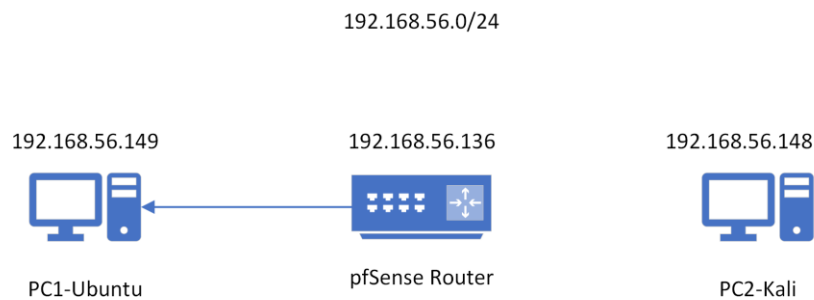 192.168.56.0/24
192.168.56.149
192.168.56.136
192.168.56.148
PC1-Ubuntu
pfSense Router
PC2-Kali